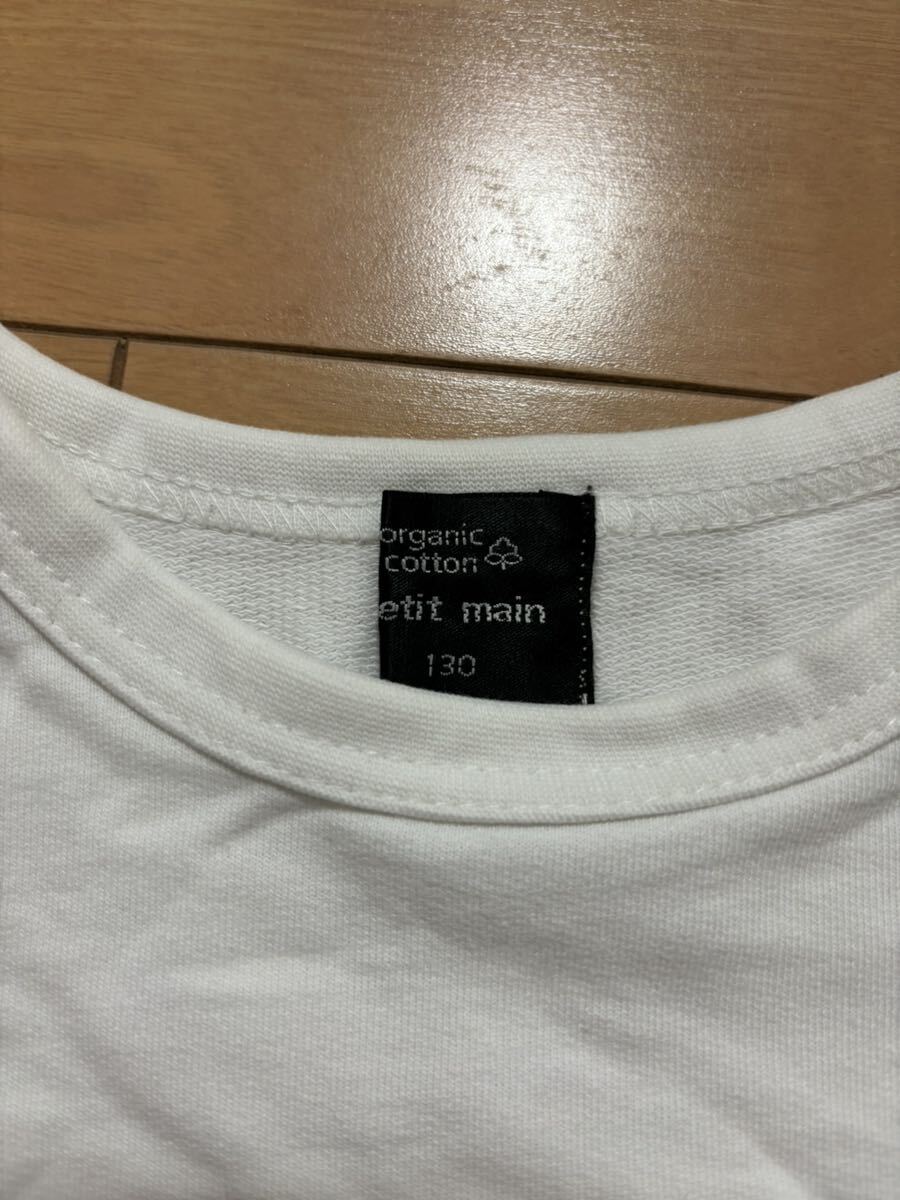 organic
cotton
etit main
130